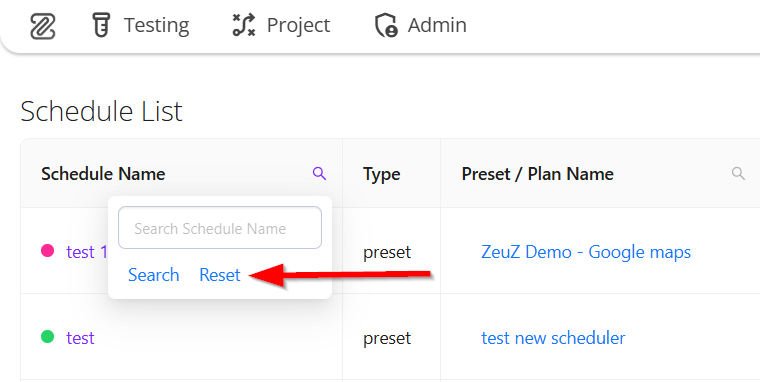 Testing Project Admin
Schedule List
Schedule Name Type Preset / Plan Name
Search Schedule Name
test 1 preset ZeuZ Demo - Google maps
Search Reset
test preset test new scheduler